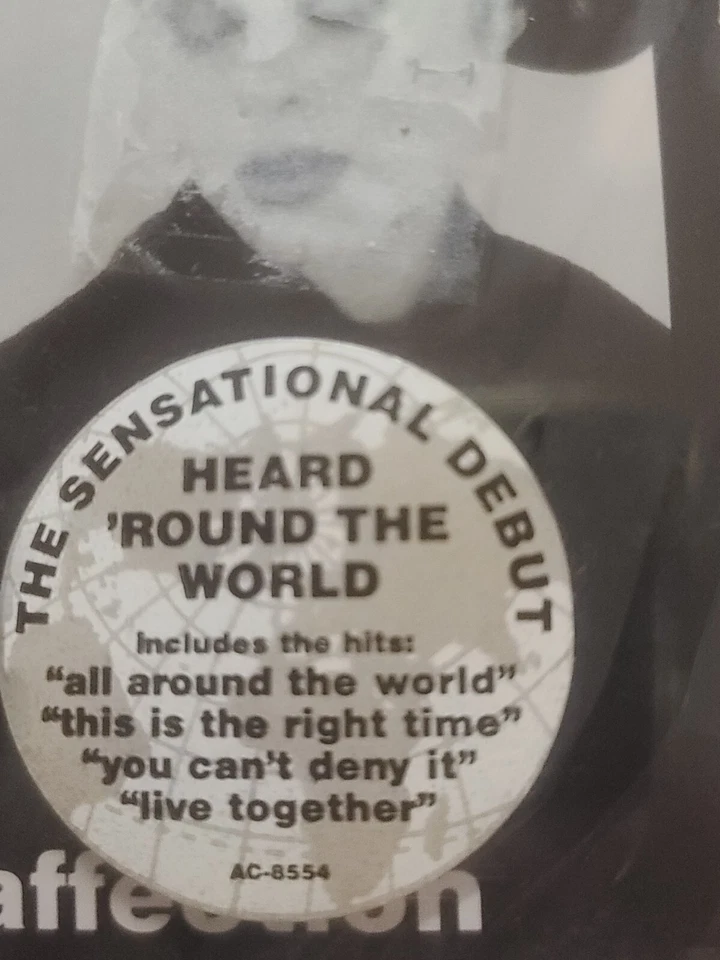 THE SENSATIONAL DEBUT
HEARD
'ROUND THE
WORLD
Includes the hits:
“all around the world”
“this is the right time”
“you can't deny it”
“live together”
AC-8554
affection